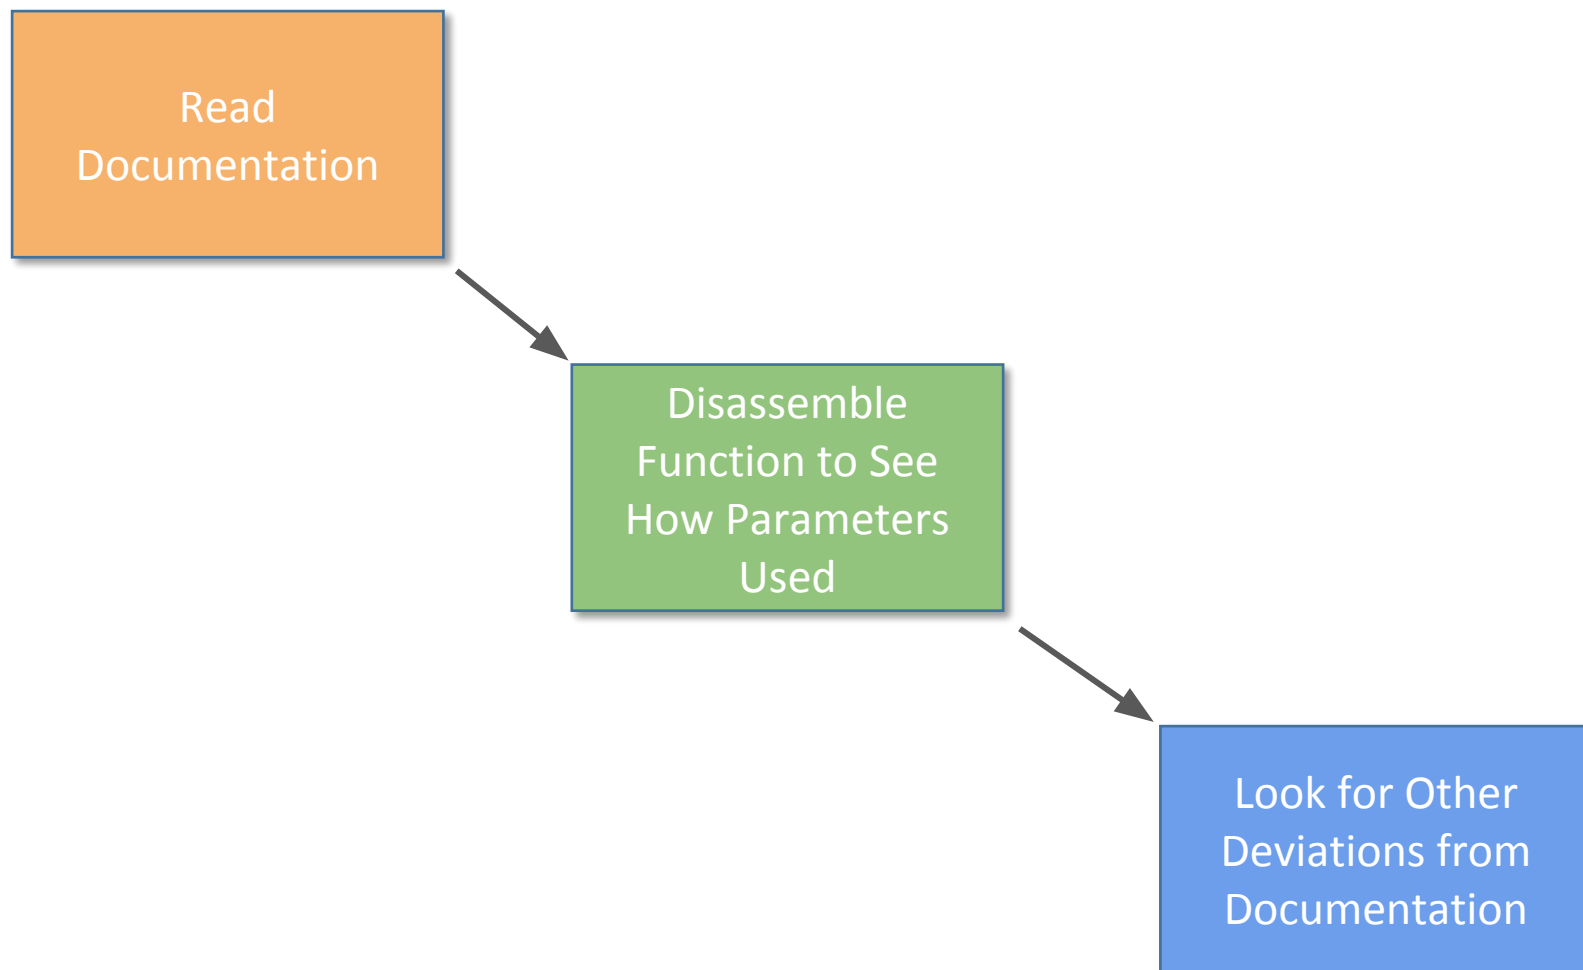 Read
Documentation
Disassemble
Function to See
How Parameters
Used
Look for Other
Deviations from
Documentation